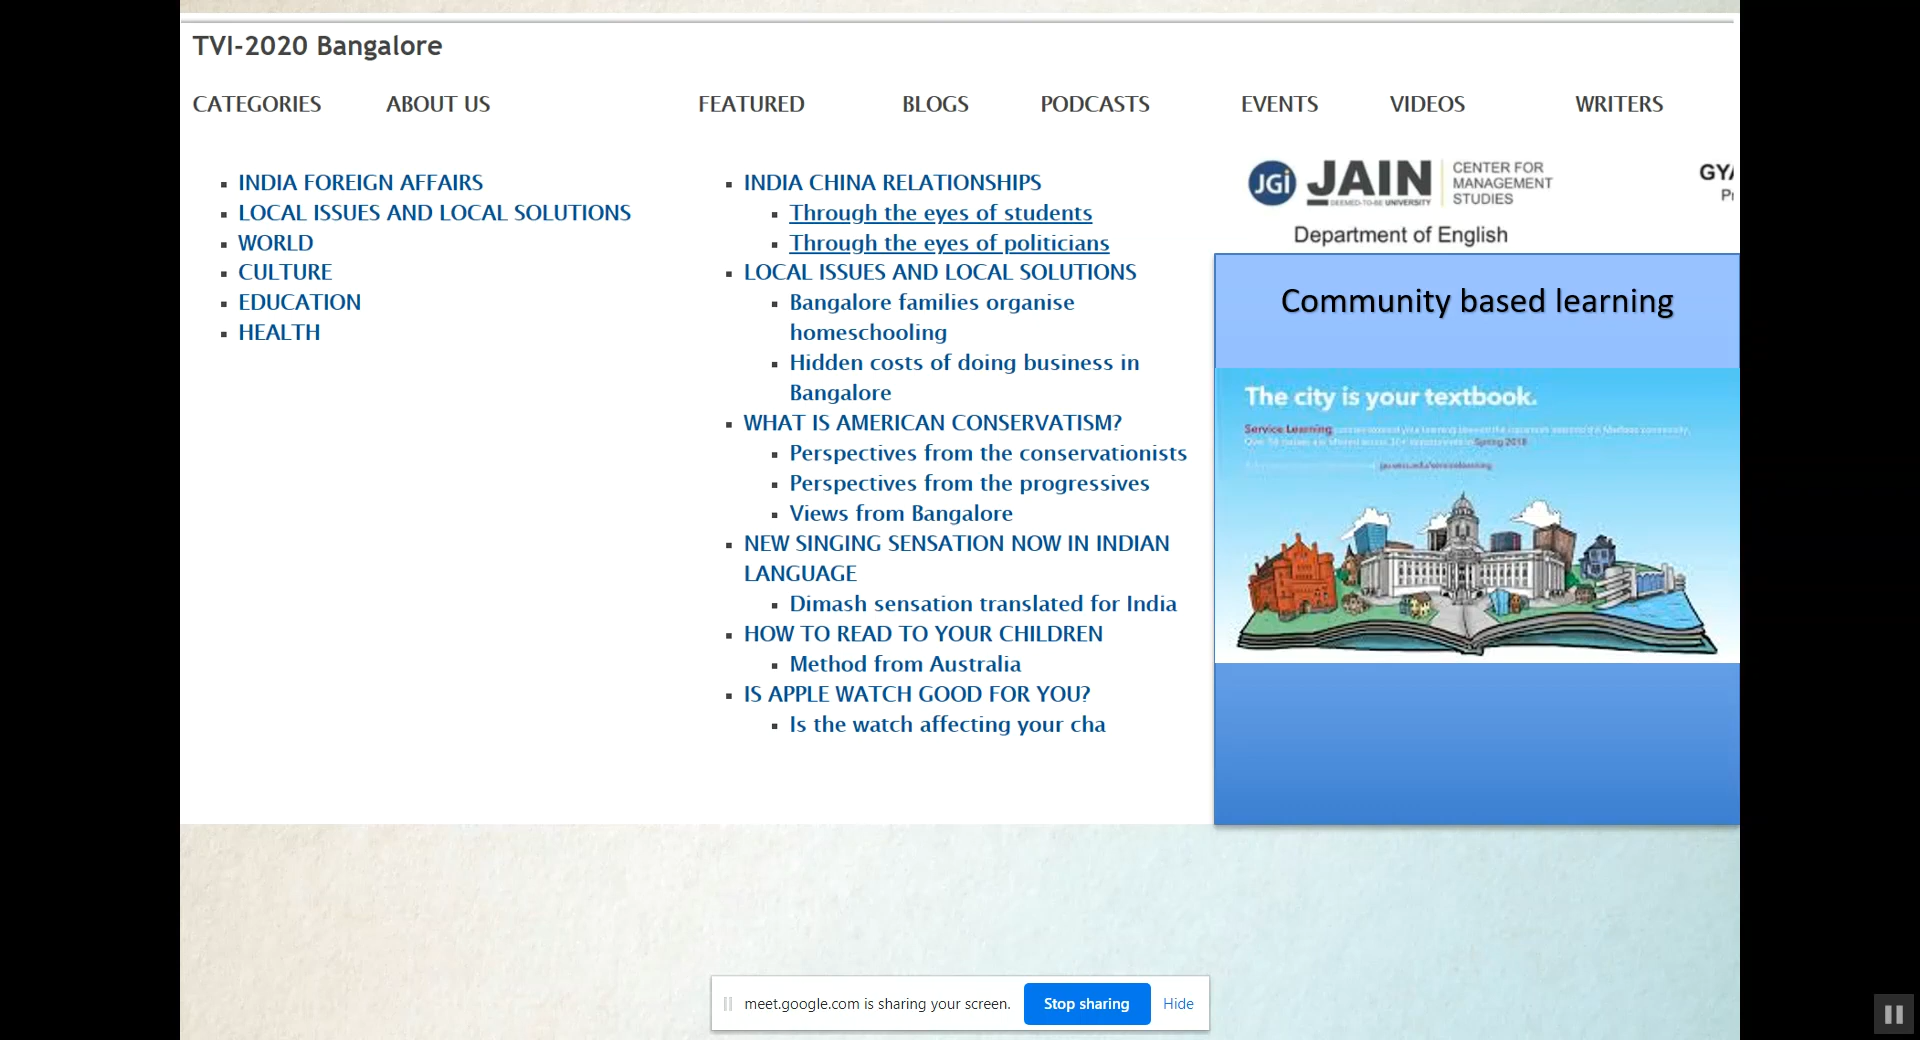 TVI-2020 Bangalore
CATEGORIES ABOUT US FEATURED BLOGS PODCASTS EVENTS VIDEOS WRITERS
INDIA FOREIGN AFFAIRS
LOCAL ISSUES AND LOCAL SOLUTIONS
WORLD
CULTURE
EDUCATION
HEALTH
INDIA CHINA RELATIONSHIPS
Through the eyes of students
Through the eyes of politicians
LOCAL ISSUES AND LOCAL SOLUTIONS
Bangalore families organise
homeschooling
Hidden costs of doing business in
Bangalore
WHAT IS AMERICAN CONSERVATISM?
Perspectives from the conservationists
Perspectives from the progressives
Views from Bangalore
NEW SINGING SENSATION NOW IN INDIAN
LANGUAGE
Dimash sensation translated for India
HOW TO READ TO YOUR CHILDREN
Method from Australia
IS APPLE WATCH GOOD FOR YOU?
Is the watch affecting your cha
JGi JAIN
DEEMED-TO-BE UNIVERSITY
CENTER FOR
MANAGEMENT
STUDIES
Department of English
Community based learning
The city is your textbook.
Service Learning
Spring 2018
meet.google.com is sharing your screen. Stop sharing Hide